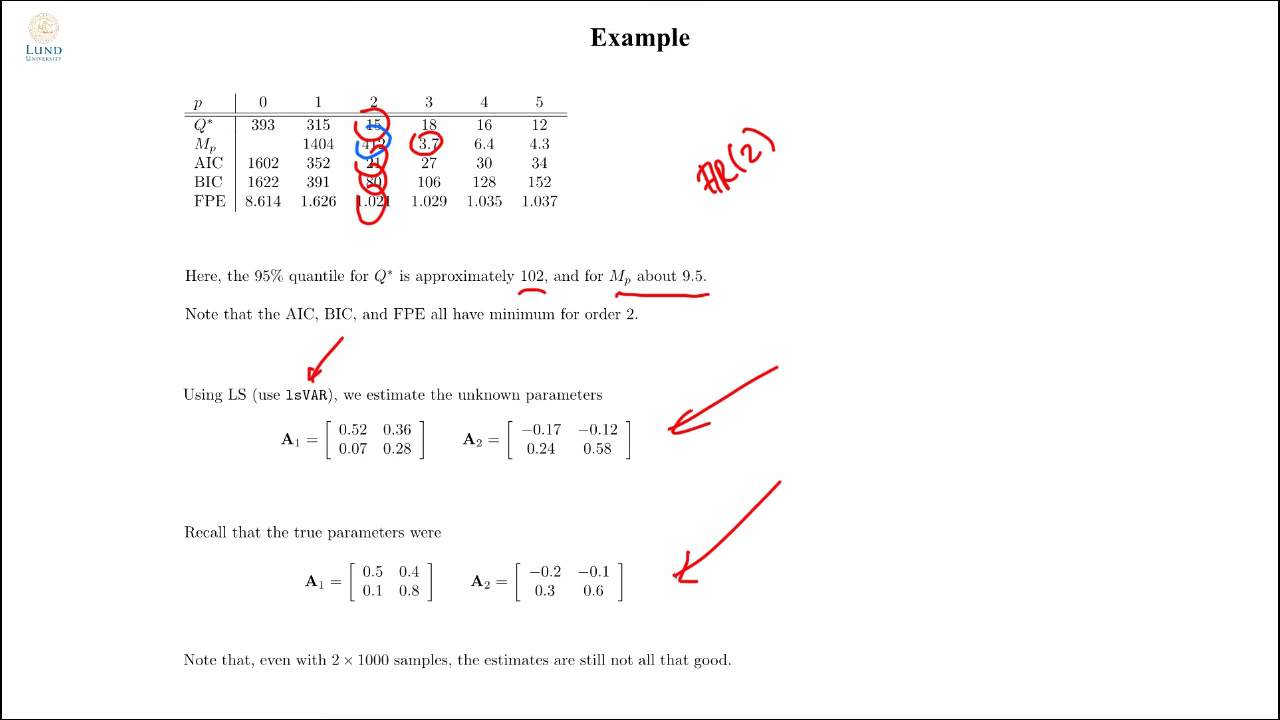 LUND
UNIVERSITY
Example
p 0 1 2 3 4 5
Q* 393 315 15 18 16 12
Mp 1404 412 3.7 6.4 4.3
AIC 1602 352 21 27 30 34
BIC 1622 391 80 106 128 152
FPE 8.614 1.626 1.021 1.029 1.035 1.037
AR(2)
Here, the 95% quantile for Q* is approximately 102, and for Mp about 9.5.
Note that the AIC, BIC, and FPE all have minimum for order 2.
Using LS (use lsVAR), we estimate the unknown parameters
A1 = [ 0.52 0.36 A2 = [ −0.17 −0.12
0.07 0.28 ] 0.24 0.58 ]
Recall that the true parameters were
A1 = [ 0.5 0.4 A2 = [ −0.2 −0.1
0.1 0.8 ] 0.3 0.6 ]
Note that, even with 2 × 1000 samples, the estimates are still not all that good.